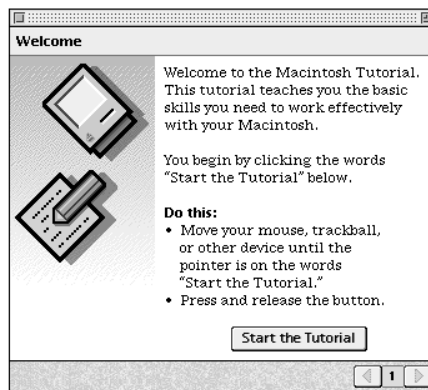 Welcome
Welcome to the Macintosh Tutorial.
This tutorial teaches you the basic
skills you need to work effectively
with your Macintosh.
You begin by clicking the words
“Start the Tutorial” below.
Do this:
• Move your mouse, trackball,
or other device until the
pointer is on the words
“Start the Tutorial.”
• Press and release the button.
Start the Tutorial
1